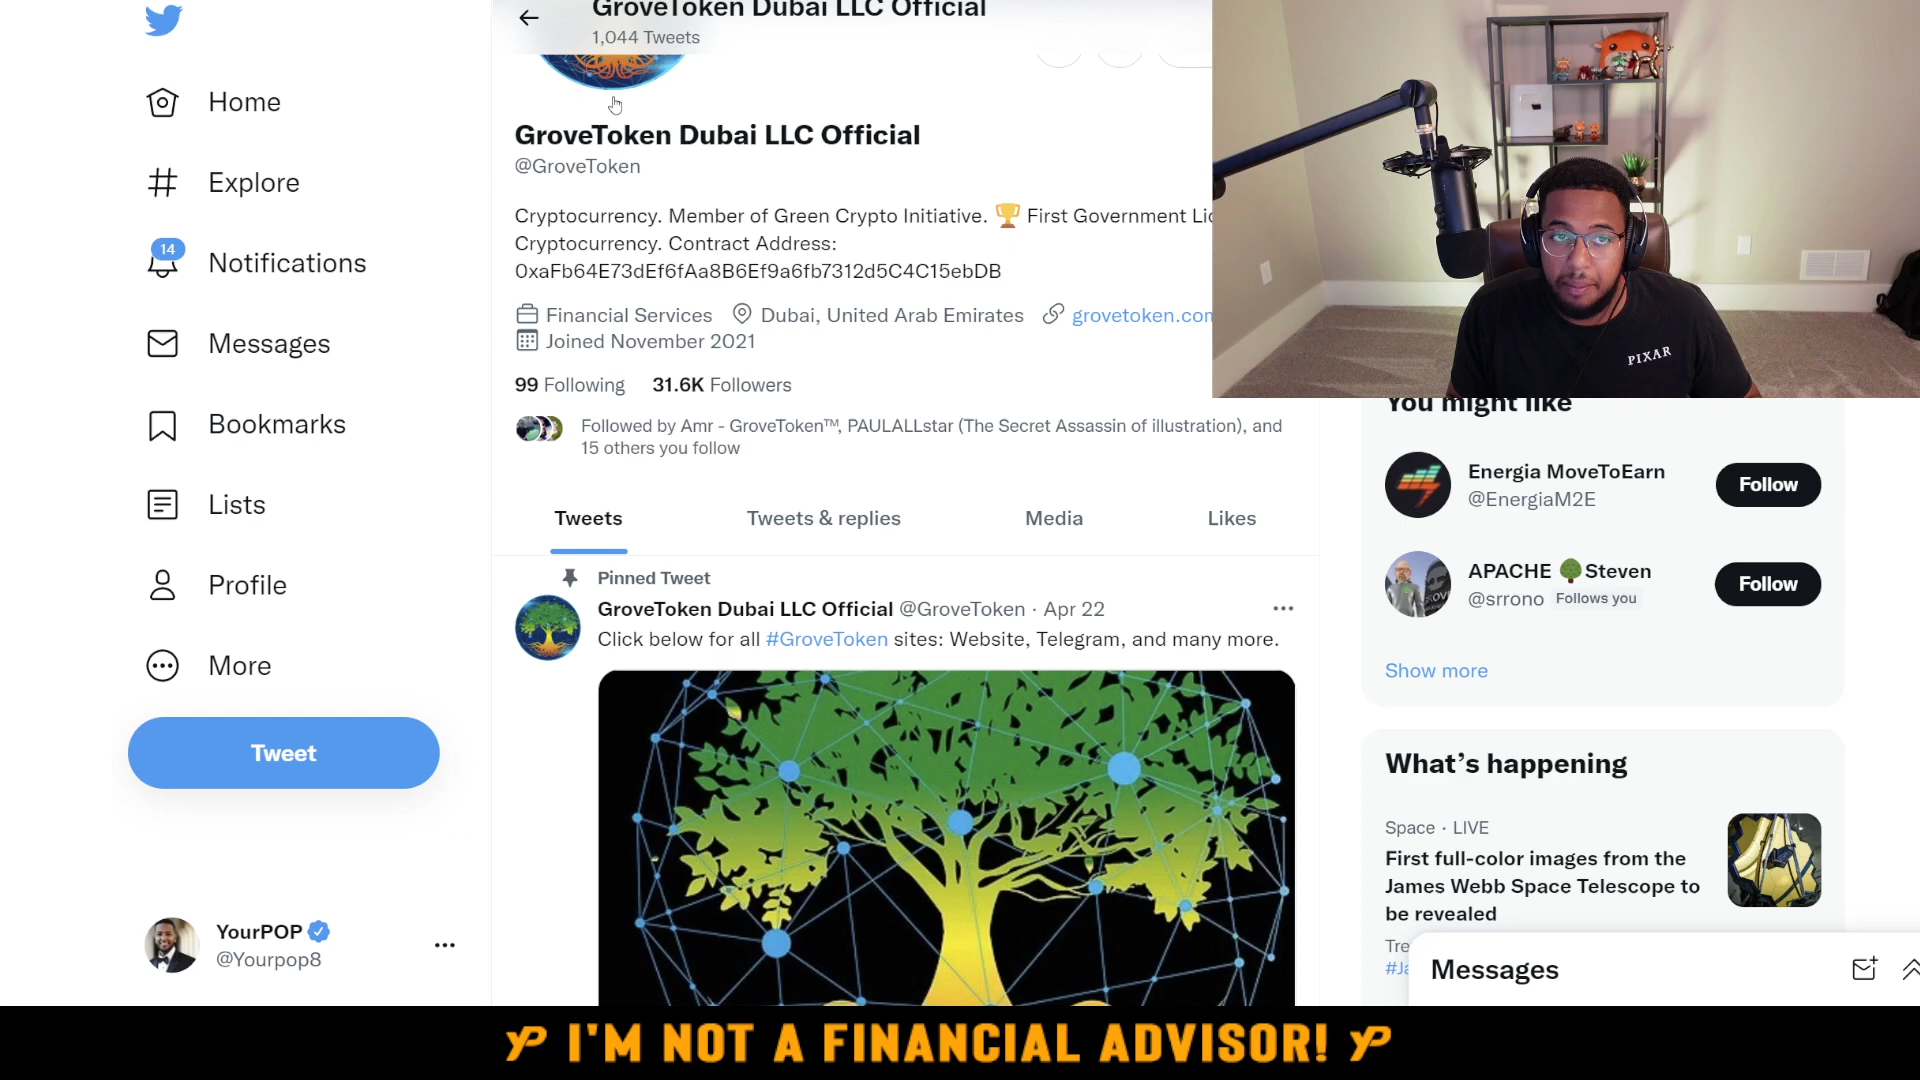 GroveToken Dubai LLC Official
1,044 Tweets
Home
Explore
14
Notifications
Messages
Bookmarks
Lists
Profile
More
Tweet
YourPOP
@Yourpop8
GroveToken Dubai LLC Official
@GroveToken
Cryptocurrency. Member of Green Crypto Initiative. 🏆 First Government Lic
Cryptocurrency. Contract Address:
0xaFb64E73dEf6fAa8B6Ef9a6fb7312d5C4C15ebDB
Financial Services Dubai, United Arab Emirates grovetoken.com
Joined November 2021
99 Following 31.6K Followers
Followed by Amr - GroveToken™, PAULALLstar (The Secret Assassin of illustration), and
15 others you follow
Tweets Tweets & replies Media Likes
Pinned Tweet
GroveToken Dubai LLC Official @GroveToken · Apr 22
Click below for all #GroveToken sites: Website, Telegram, and many more.
PIXAR
You might like
Energia MoveToEarn
@EnergiaM2E
Follow
APACHE 🌳Steven
@srrono Follows you
Follow
Show more
What’s happening
Space · LIVE
First full-color images from the
James Webb Space Telescope to
be revealed
Tre
#Ja
Messages
YP I'M NOT A FINANCIAL ADVISOR! YP